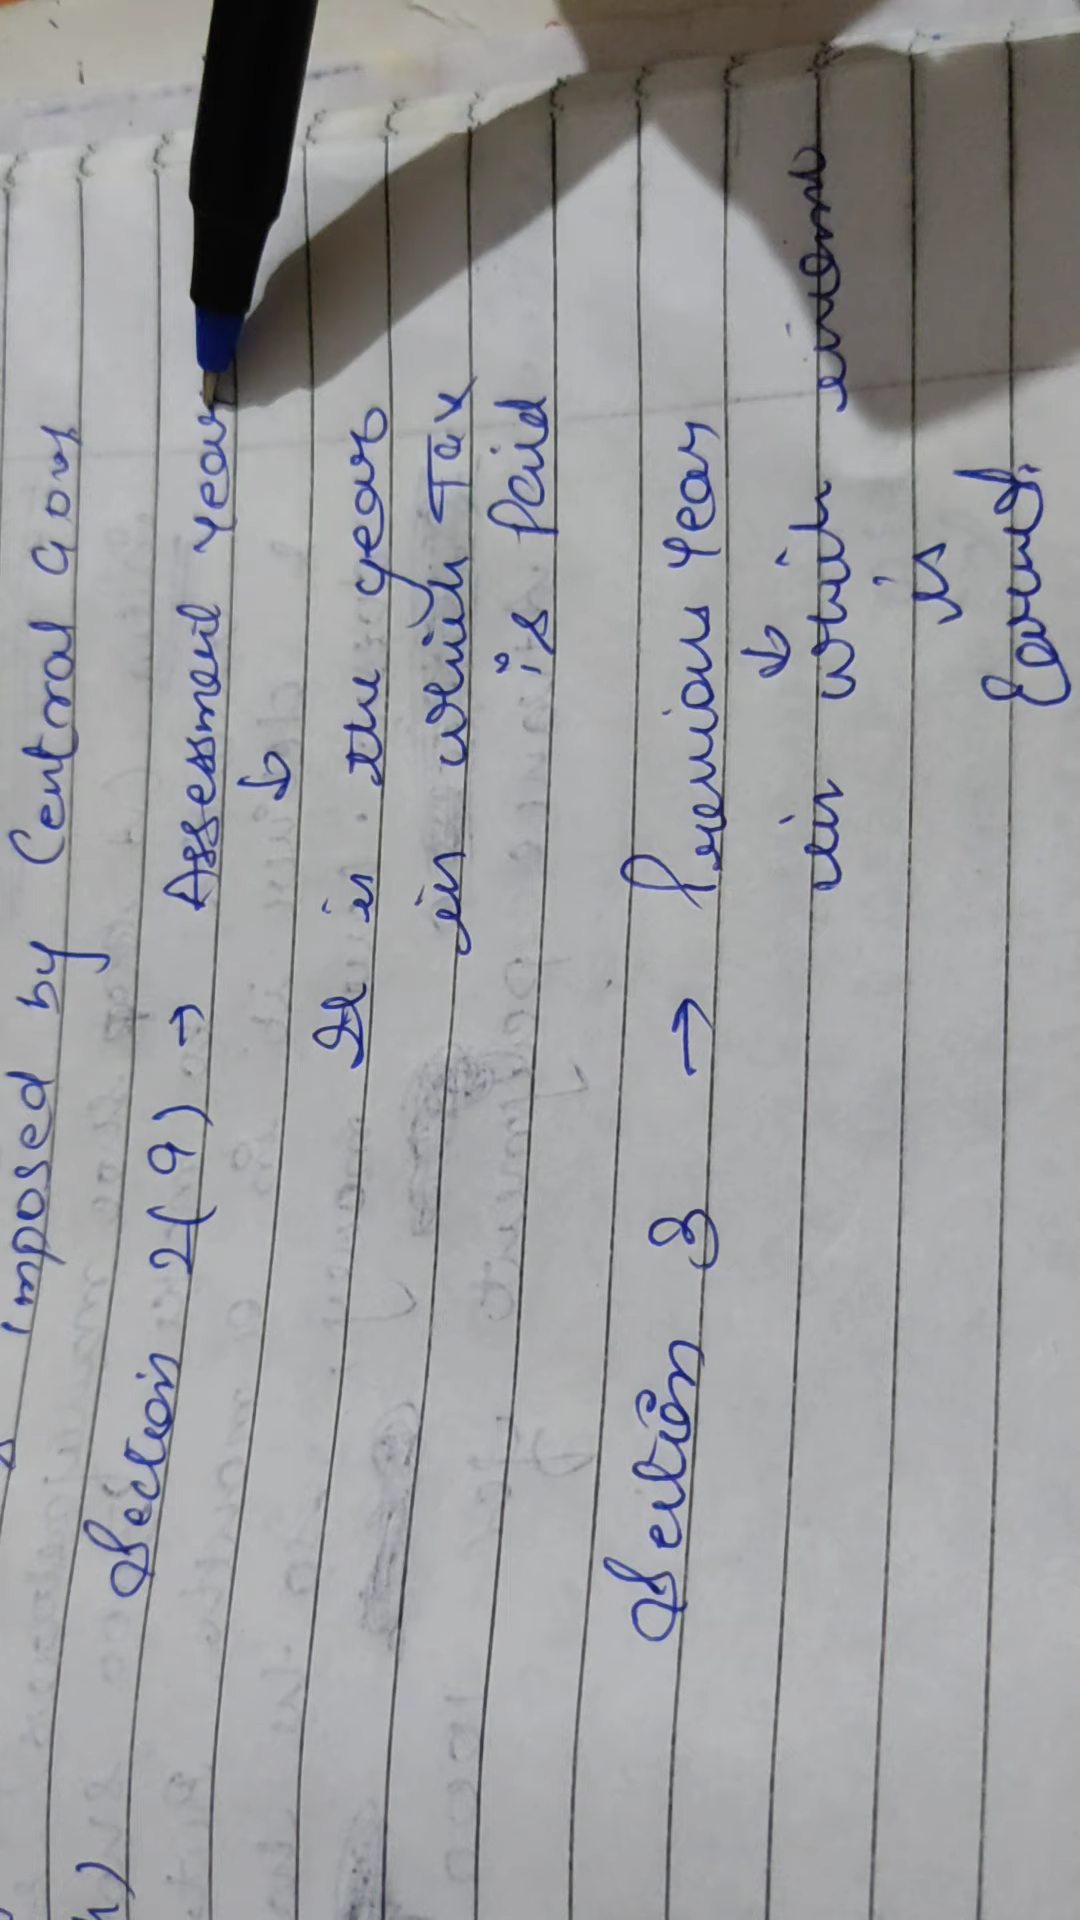 Imposed by Central Govt
Section 2(9) → Assessment Year
↓
It is the year
in which Tax
is Paid
Section 3 → Previous Year
↓
in which income
is
Earned.